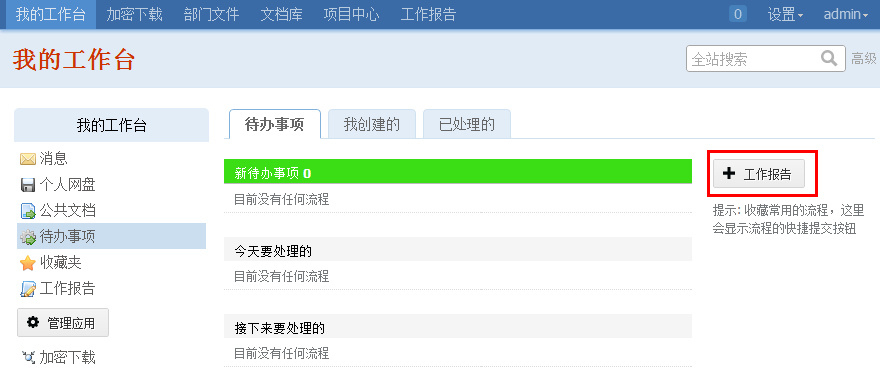 我的工作台 加密下载 部门文件 文档库 项目中心 工作报告 0 设置 admin
我的工作台
全站搜索
高级
我的工作台
消息
个人网盘
公共文档
待办事项
收藏夹
工作报告
管理应用
加密下载
待办事项 我创建的 已处理的
新待办事项 0
目前没有任何流程
今天要处理的
目前没有任何流程
接下来要处理的
目前没有任何流程
工作报告
提示: 收藏常用的流程，这里
会显示流程的快捷提交按钮